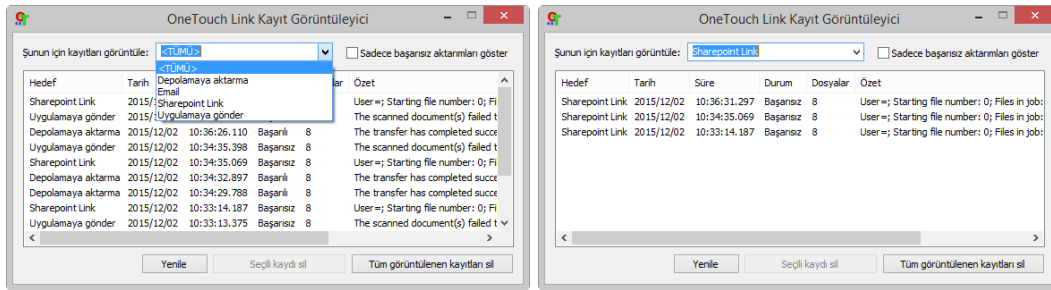 OneTouch Link Kayıt Görüntüleyici
Şunun için kayıtları görüntüle: <TÜMÜ> Sadece başarısız aktarımları göster
<TÜMÜ>
Depolamaya aktarma
Email
Sharepoint Link
Uygulamaya gönder
Hedef Tarih ar Özet
Sharepoint Link 2015/ User=; Starting file number: 0; Fi
Uygulamaya gönder 2015/ The scanned document(s) failed t
Depolamaya aktarma 2015/12/02 10:36:26.110 Başarılı 8 The transfer has completed succe
Uygulamaya gönder 2015/12/02 10:34:35.398 Başarısız 8 The scanned document(s) failed t
Sharepoint Link 2015/12/02 10:34:35.069 Başarısız 8 User=; Starting file number: 0; Fi
Depolamaya aktarma 2015/12/02 10:34:32.897 Başarılı 8 The transfer has completed succe
Depolamaya aktarma 2015/12/02 10:34:29.788 Başarılı 8 The transfer has completed succe
Sharepoint Link 2015/12/02 10:33:14.187 Başarısız 8 User=; Starting file number: 0; Fi
Uygulamaya gönder 2015/12/02 10:33:13.375 Başarısız 8 The scanned document(s) failed t
Yenile Seçili kaydı sil Tüm görüntülenen kayıtları sil
OneTouch Link Kayıt Görüntüleyici
Şunun için kayıtları görüntüle: Sharepoint Link Sadece başarısız aktarımları göster
Hedef Tarih Süre Durum Dosyalar Özet
Sharepoint Link 2015/12/02 10:36:31.297 Başarısız 8 User=; Starting file number: 0; Files in job:
Sharepoint Link 2015/12/02 10:34:35.069 Başarısız 8 User=; Starting file number: 0; Files in job:
Sharepoint Link 2015/12/02 10:33:14.187 Başarısız 8 User=; Starting file number: 0; Files in job:
Yenile Seçili kaydı sil Tüm görüntülenen kayıtları sil